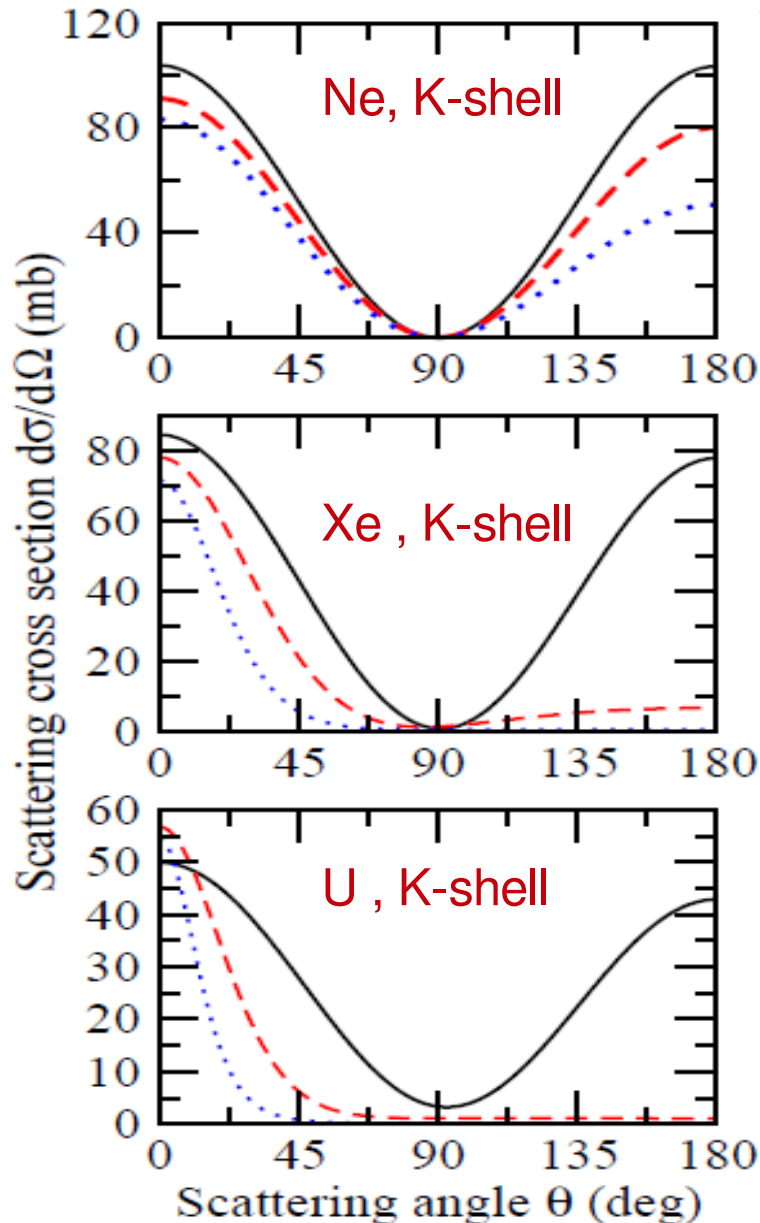 Scattering cross section dσ/dΩ (mb)
120
80
40
0
Ne, K-shell
0 45 90 135 180
80
60
40
20
0
Xe , K-shell
0 45 90 135 180
60
50
40
30
20
10
0
U , K-shell
0 45 90 135 180
Scattering angle θ (deg)